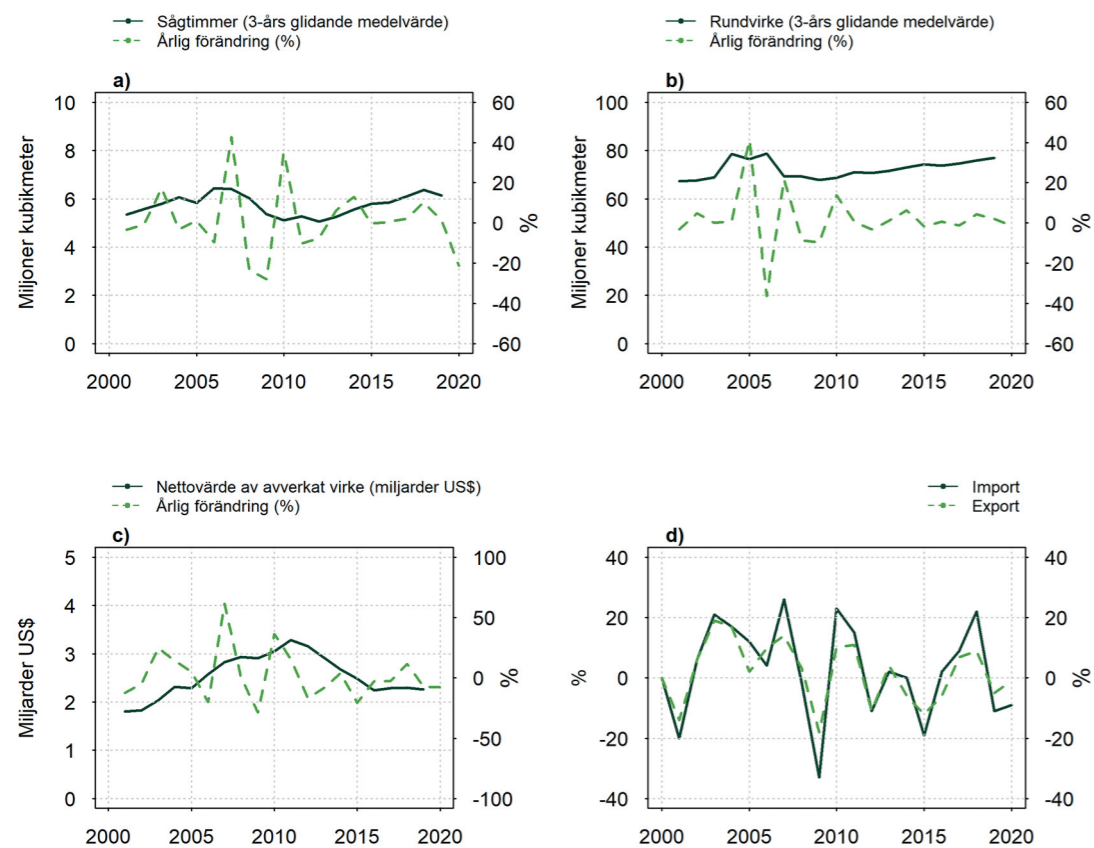 Sågtimmer (3-års glidande medelvärde)
Årlig förändring (%)
a)
10
8
6
4
2
0
Miljoner kubikmeter
60
40
20
0
-20
-40
-60
%
2000 2005 2010 2015 2020
Rundvirke (3-års glidande medelvärde)
Årlig förändring (%)
b)
100
80
60
40
20
0
Miljoner kubikmeter
60
40
20
0
-20
-40
-60
%
2000 2005 2010 2015 2020
Nettovärde av avverkat virke (miljarder US$)
Årlig förändring (%)
c)
5
4
3
2
1
0
Miljarder US$
100
50
0
-50
-100
%
2000 2005 2010 2015 2020
Import
Export
d)
40
20
0
-20
-40
%
40
20
0
-20
-40
%
2000 2005 2010 2015 2020